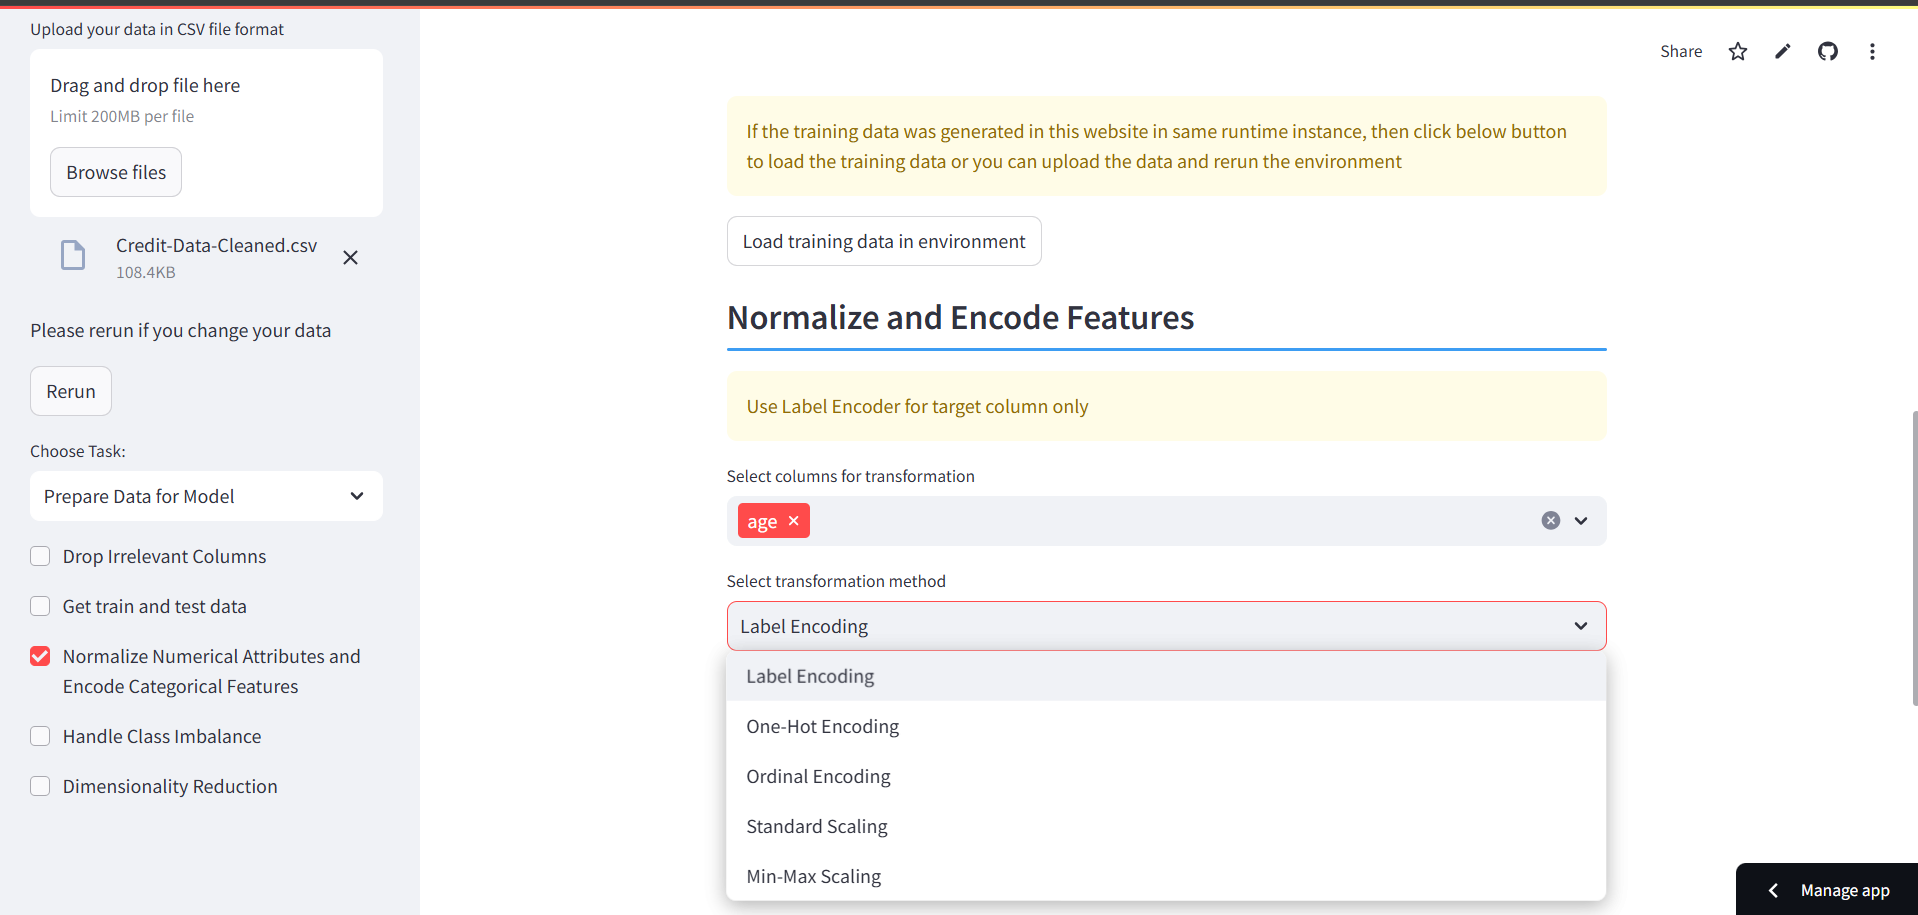 Upload your data in CSV file format
Drag and drop file here
Limit 200MB per file
Browse files
Credit-Data-Cleaned.csv
108.4KB
Please rerun if you change your data
Rerun
Choose Task:
Prepare Data for Model
Drop Irrelevant Columns
Get train and test data
Normalize Numerical Attributes and
Encode Categorical Features
Handle Class Imbalance
Dimensionality Reduction
Share
If the training data was generated in this website in same runtime instance, then click below button
to load the training data or you can upload the data and rerun the environment
Load training data in environment
Normalize and Encode Features
Use Label Encoder for target column only
Select columns for transformation
age
Select transformation method
Label Encoding
Label Encoding
One-Hot Encoding
Ordinal Encoding
Standard Scaling
Min-Max Scaling
Manage app